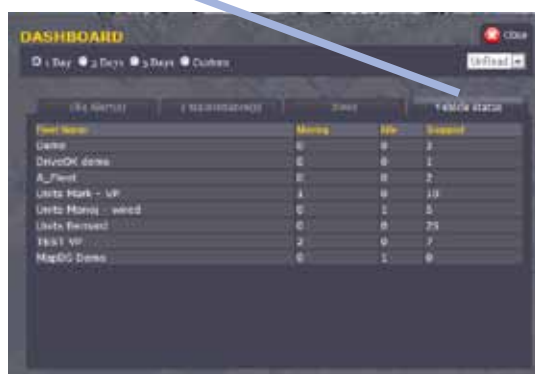 DASHBOARD Close
1 Day 2 Days 3 Days Custom Unread
Vehicle Status
Fleet Name Moving Idle Stopped
Demo 0 0
DriveOK demo 0 0 1
A_Fleet 0 0 2
Units Mark - VP 1 0 10
Units Manoj - wired 0 1 5
Units Bernard 0 0 25
TEST VP 2 0 7
MapDS Demo 0 1 0